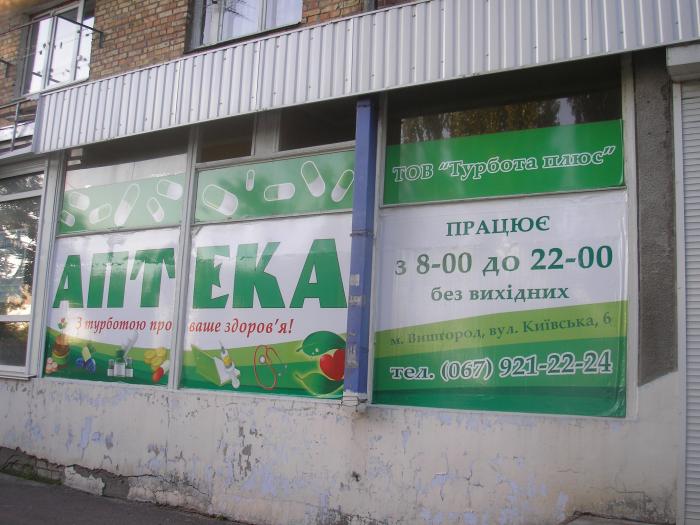 АПТЕКА
З турботою про ваше здоров'я!
ТОВ "Турбота плюс"
ПРАЦЮЄ
з 8-00 до 22-00
без вихідних
м. Вишгород, вул. Київська, 6
тел. (067) 921-22-24